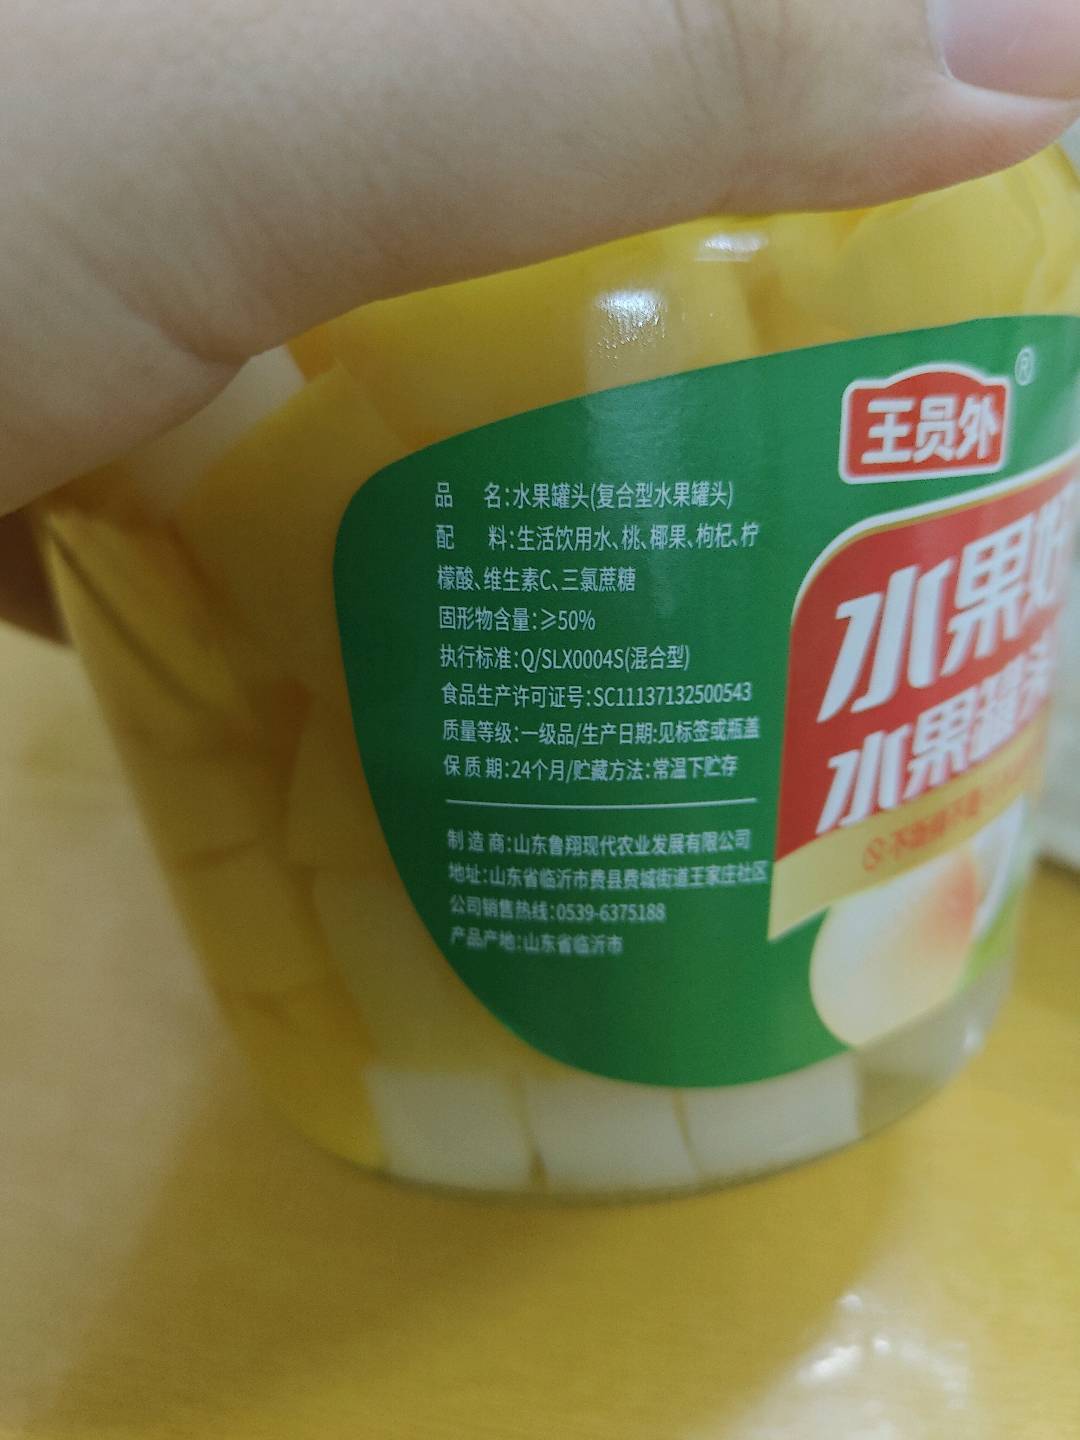 王员外®
水果
水果罐
品 名:水果罐头(复合型水果罐头)
配 料:生活饮用水、桃、椰果、枸杞、柠
檬酸、维生素C、三氯蔗糖
固形物含量:≥50%
执行标准:Q/SLX0004S(混合型)
食品生产许可证号:SC11137132500543
质量等级:一级品/生产日期:见标签或瓶盖
保质期:24个月/贮藏方法:常温下贮存
制造商:山东鲁翔现代农业发展有限公司
地址:山东省临沂市费县费城街道王家庄社区
公司销售热线:0539-6375188
产品产地:山东省临沂市